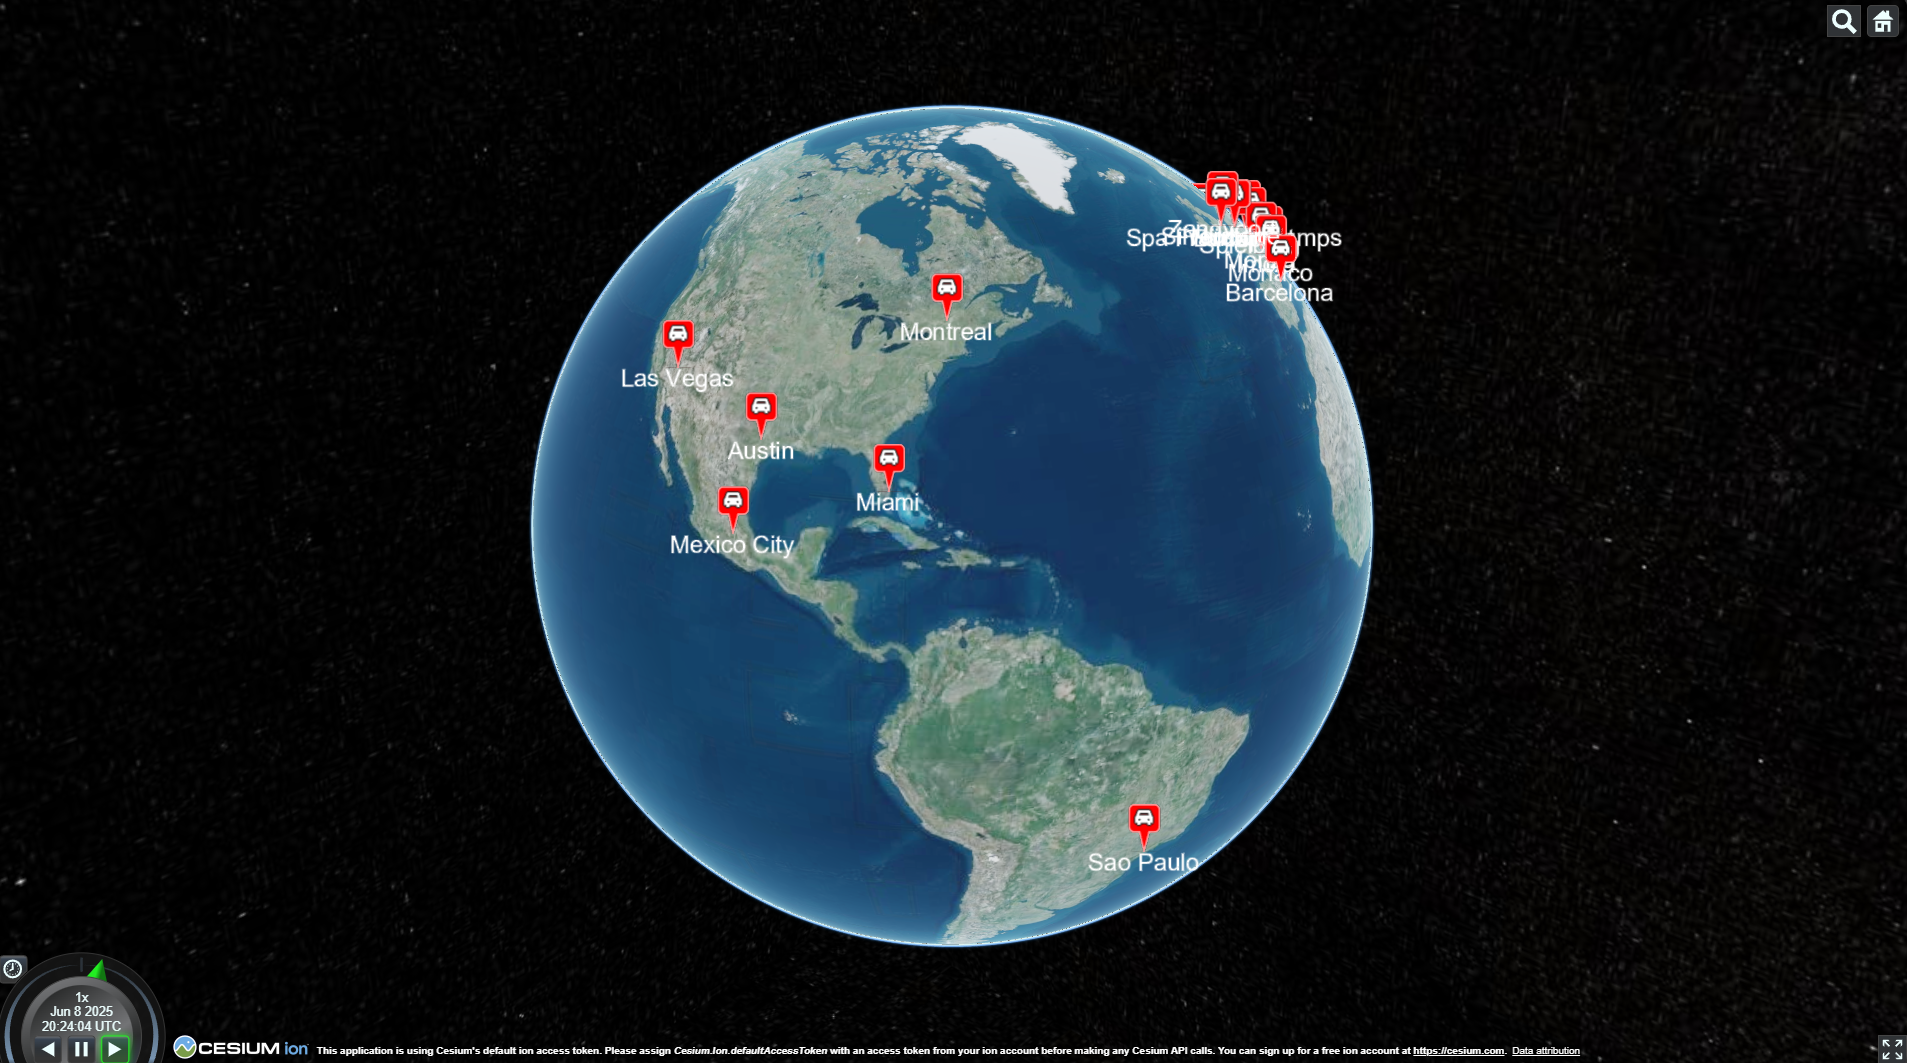 Spa
tmps
Monaco
Barcelona
Montreal
Las Vegas
Austin
Miami
Mexico City
Sao Paulo
1x
Jun 8 2025
20:24:04 UTC
CESIUM ion
This application is using Cesium's default ion access token. Please assign Cesium.Ion.defaultAccessToken with an access token from your ion account before making any Cesium API calls. You can sign up for a free ion account at https://cesium.com. Data attribution